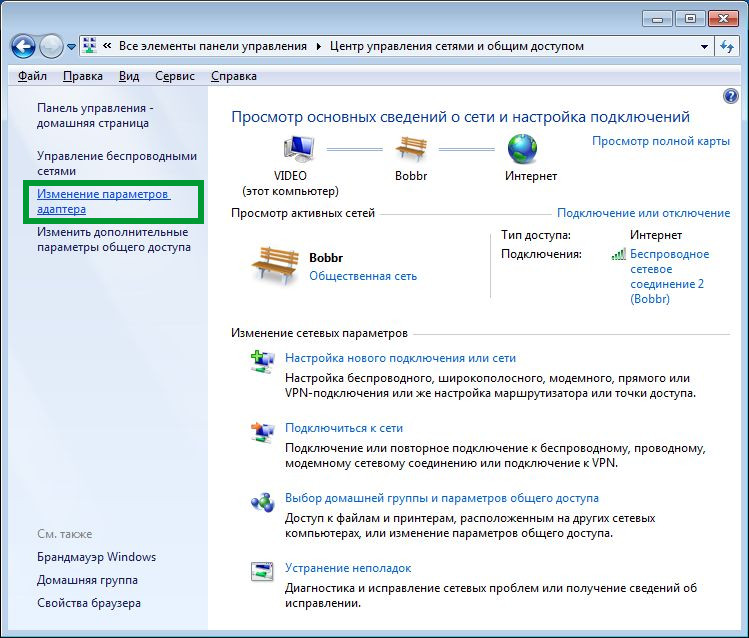 « Все элементы панели управления ▸ Центр управления сетями и общим доступом
Файл Правка Вид Сервис Справка
Панель управления -
домашняя страница
Управление беспроводными
сетями
Изменение параметров
адаптера
Изменить дополнительные
параметры общего доступа
См. также
Брандмауэр Windows
Домашняя группа
Свойства браузера
Просмотр основных сведений о сети и настройка подключений
Просмотр полной карты
VIDEO
(этот компьютер)
Bobbr
Интернет
Просмотр активных сетей
Подключение или отключение
Bobbr
Общественная сеть
Тип доступа: Интернет
Подключения: Беспроводное
сетевое
соединение 2
(Bobbr)
Изменение сетевых параметров
Настройка нового подключения или сети
Настройка беспроводного, широкополосного, модемного, прямого или
VPN-подключения или же настройка маршрутизатора или точки доступа.
Подключиться к сети
Подключение или повторное подключение к беспроводному, проводному,
модемному сетевому соединению или подключение к VPN.
Выбор домашней группы и параметров общего доступа
Доступ к файлам и принтерам, расположенным на других сетевых
компьютерах, или изменение параметров общего доступа.
Устранение неполадок
Диагностика и исправление сетевых проблем или получение сведений об
исправлении.